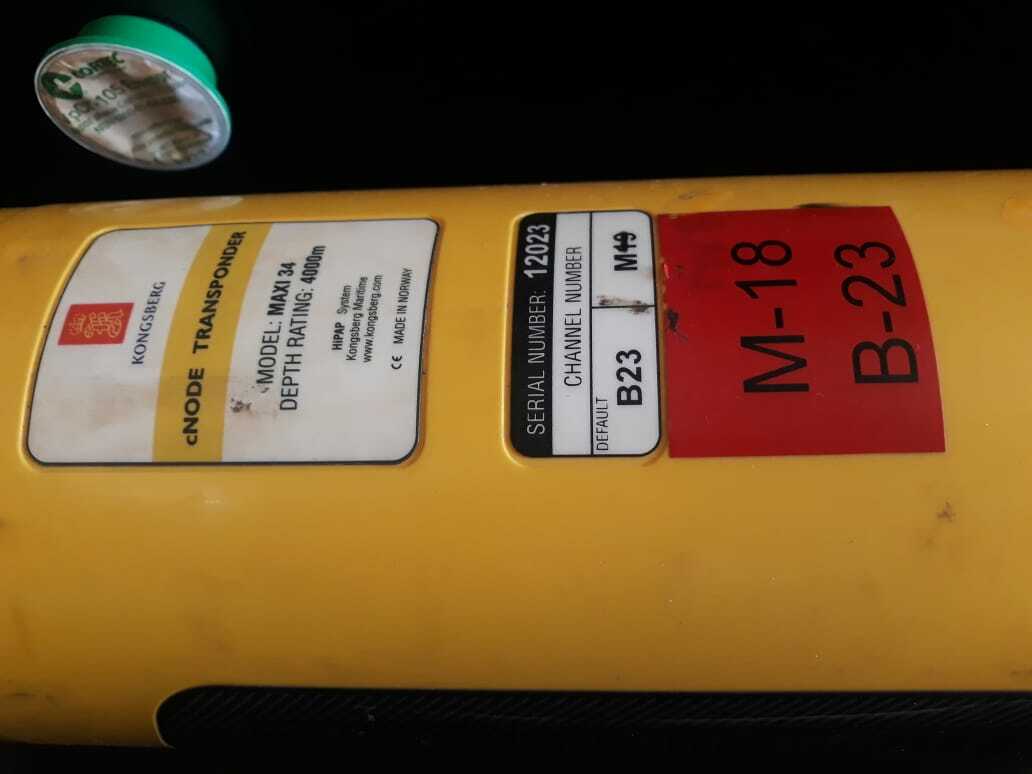 KONGSBERG
cNODE TRANSPONDER
MODEL: MAXI 34
DEPTH RATING: 4000m
HIPAP System
Kongsberg Maritime
www.kongsberg.com
CE MADE IN NORWAY
SERIAL NUMBER: 12023
CHANNEL NUMBER
DEFAULT
B23 M19
M-18
B-23